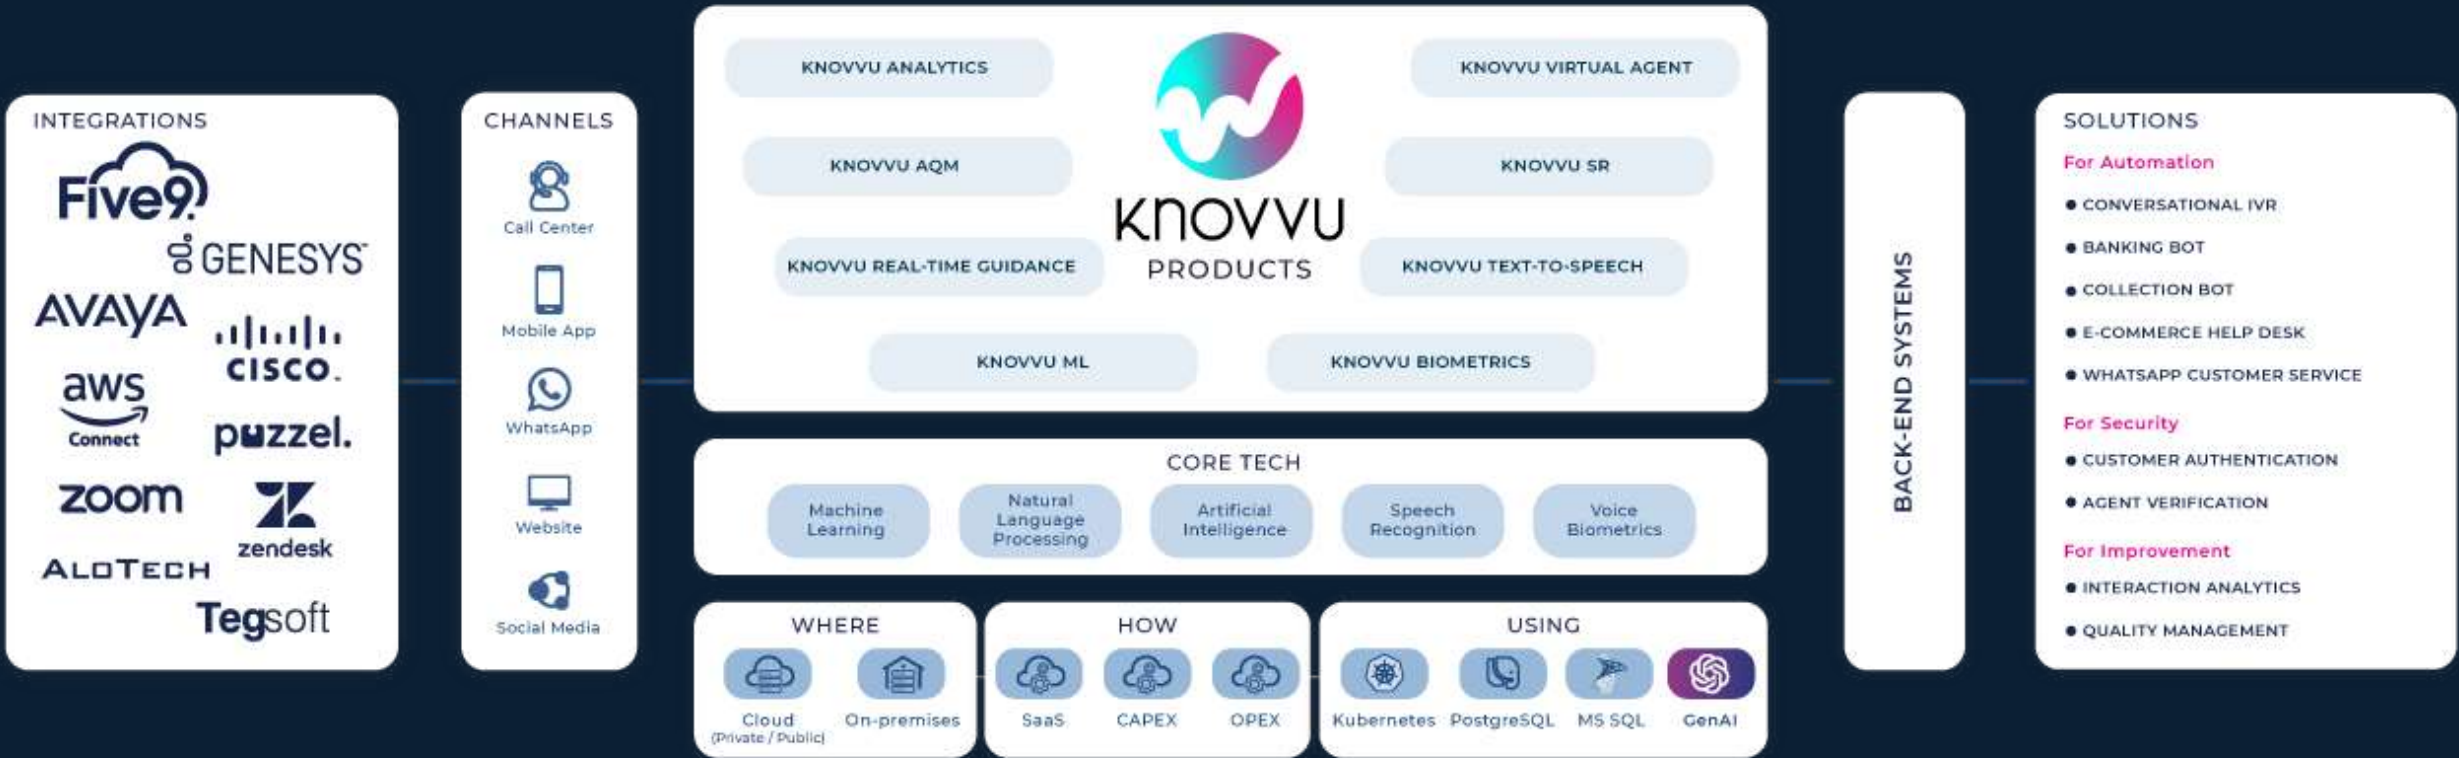 INTEGRATIONS
Five9
GENESYS
AVAYA
CISCO
aws
Connect
puzzel.
zoom
zendesk
ALOTECH
Tegsoft
CHANNELS
Call Center
Mobile App
WhatsApp
Website
Social Media
KNOVVU ANALYTICS
KNOVVU AQM
KNOVVU REAL-TIME GUIDANCE
KNOVVU ML
KNOVVU
PRODUCTS
KNOVVU VIRTUAL AGENT
KNOVVU SR
KNOVVU TEXT-TO-SPEECH
KNOVVU BIOMETRICS
CORE TECH
Machine
Learning
Natural
Language
Processing
Artificial
Intelligence
Speech
Recognition
Voice
Biometrics
WHERE
Cloud
(Private / Public)
On-premises
HOW
SaaS
CAPEX
OPEX
USING
Kubernetes
PostgreSQL
MS SQL
GenAI
BACK-END SYSTEMS
SOLUTIONS
For Automation
● CONVERSATIONAL IVR
● BANKING BOT
● COLLECTION BOT
● E-COMMERCE HELP DESK
● WHATSAPP CUSTOMER SERVICE
For Security
● CUSTOMER AUTHENTICATION
● AGENT VERIFICATION
For Improvement
● INTERACTION ANALYTICS
● QUALITY MANAGEMENT